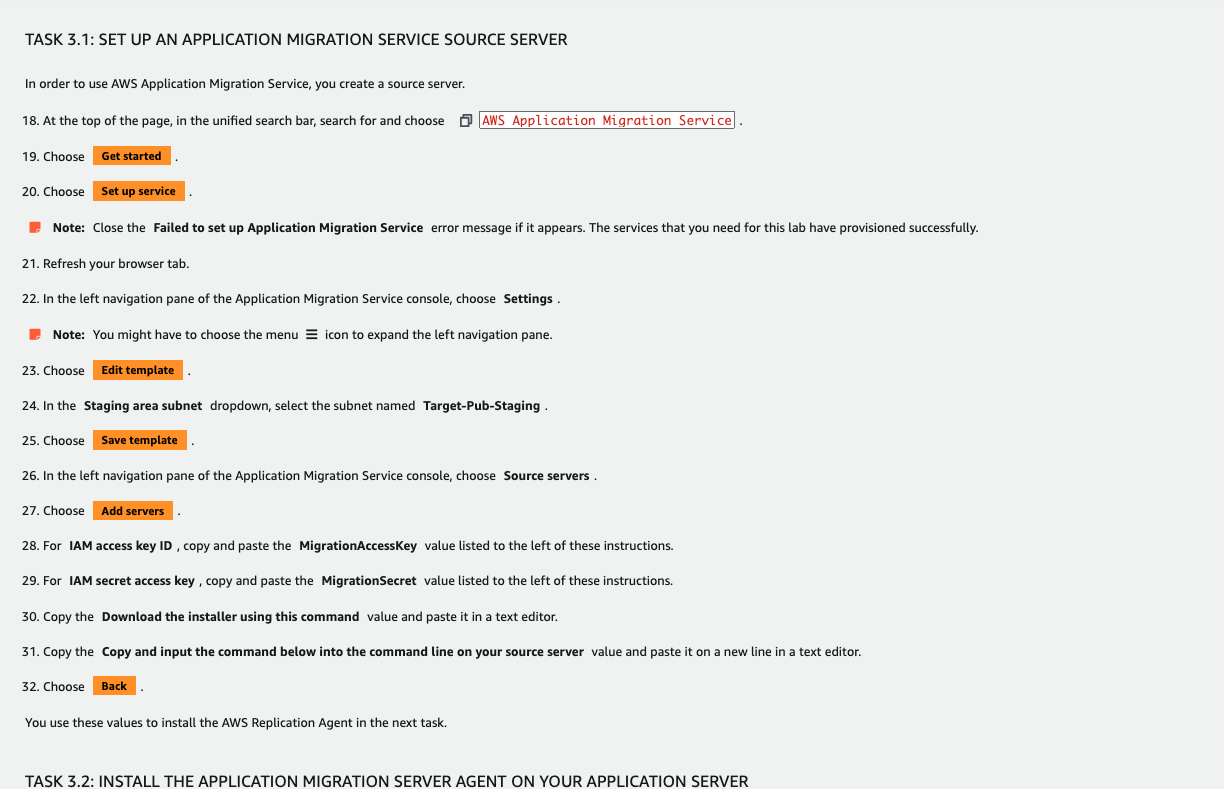 TASK 3.1: SET UP AN APPLICATION MIGRATION SERVICE SOURCE SERVER
In order to use AWS Application Migration Service, you create a source server.
18. At the top of the page, in the unified search bar, search for and choose AWS Application Migration Service .
19. Choose Get started .
20. Choose Set up service .
Note: Close the Failed to set up Application Migration Service error message if it appears. The services that you need for this lab have provisioned successfully.
21. Refresh your browser tab.
22. In the left navigation pane of the Application Migration Service console, choose Settings .
Note: You might have to choose the menu ☰ icon to expand the left navigation pane.
23. Choose Edit template .
24. In the Staging area subnet dropdown, select the subnet named Target-Pub-Staging .
25. Choose Save template .
26. In the left navigation pane of the Application Migration Service console, choose Source servers .
27. Choose Add servers .
28. For IAM access key ID , copy and paste the MigrationAccessKey value listed to the left of these instructions.
29. For IAM secret access key , copy and paste the MigrationSecret value listed to the left of these instructions.
30. Copy the Download the installer using this command value and paste it in a text editor.
31. Copy the Copy and input the command below into the command line on your source server value and paste it on a new line in a text editor.
32. Choose Back .
You use these values to install the AWS Replication Agent in the next task.
TASK 3.2: INSTALL THE APPLICATION MIGRATION SERVER AGENT ON YOUR APPLICATION SERVER